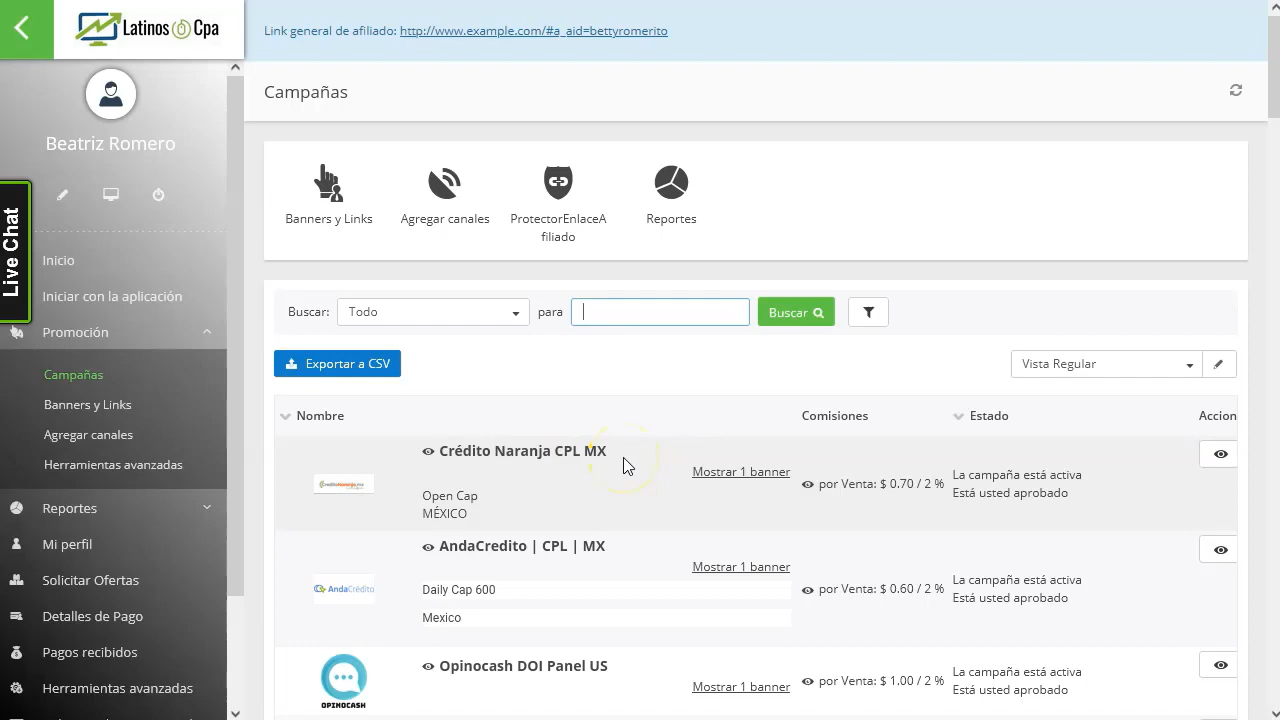 Latinos Cpa
Link general de afiliado: http://www.example.com/#a_aid=bettyromerito
Campañas
Beatriz Romero
Live Chat
Inicio
Iniciar con la aplicación
Promoción
Campañas
Banners y Links
Agregar canales
Herramientas avanzadas
Reportes
Mi perfil
Solicitar Ofertas
Detalles de Pago
Pagos recibidos
Herramientas avanzadas
Banners y Links
Agregar canales
ProtectorEnlaceA
filiado
Reportes
Buscar: Todo para Buscar
Exportar a CSV
Vista Regular
Nombre Comisiones Estado Accion
CreditoNaranja.mx
Crédito Naranja CPL MX
Mostrar 1 banner
Open Cap
MÉXICO
por Venta: $ 0.70 / 2 %
La campaña está activa
Está usted aprobado
AndaCrédito
AndaCredito | CPL | MX
Mostrar 1 banner
Daily Cap 600
Mexico
por Venta: $ 0.60 / 2 %
La campaña está activa
Está usted aprobado
OPINOCASH
Opinocash DOI Panel US
Mostrar 1 banner
por Venta: $ 1.00 / 2 %
La campaña está activa
Está usted aprobado